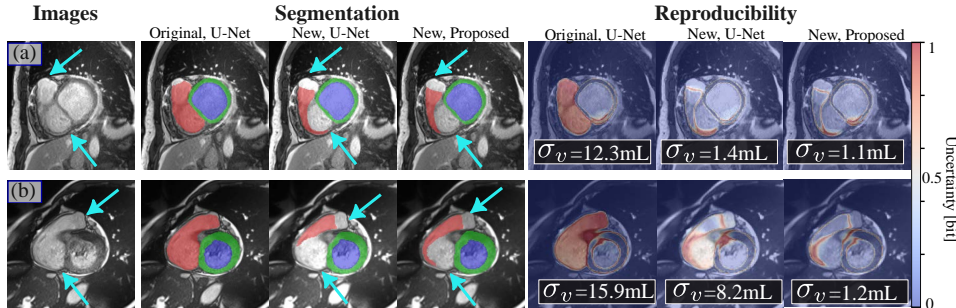 Images Segmentation Reproducibility
Original, U-Net New, U-Net New, Proposed Original, U-Net New, U-Net New, Proposed
(a)
σv=12.3mL σv=1.4mL σv=1.1mL
(b)
σv=15.9mL σv=8.2mL σv=1.2mL
1
0.5
0
Uncertainty [bit]